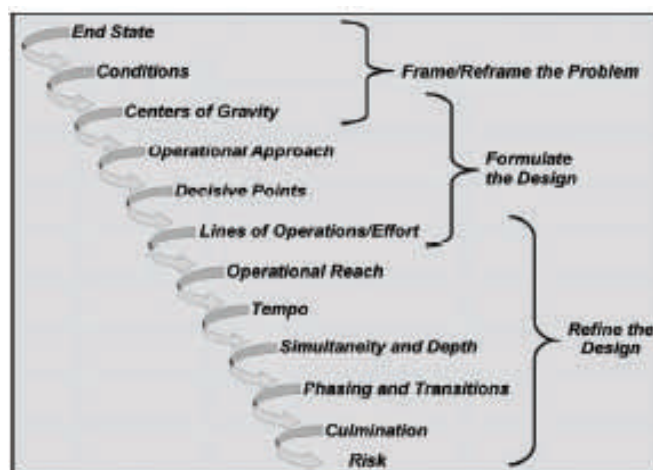 End State
Conditions
Frame/Reframe the Problem
Centers of Gravity
Operational Approach
Formulate
the Design
Decisive Points
Lines of Operations/Effort
Operational Reach
Tempo
Refine the
Design
Simultaneity and Depth
Phasing and Transitions
Culmination
Risk